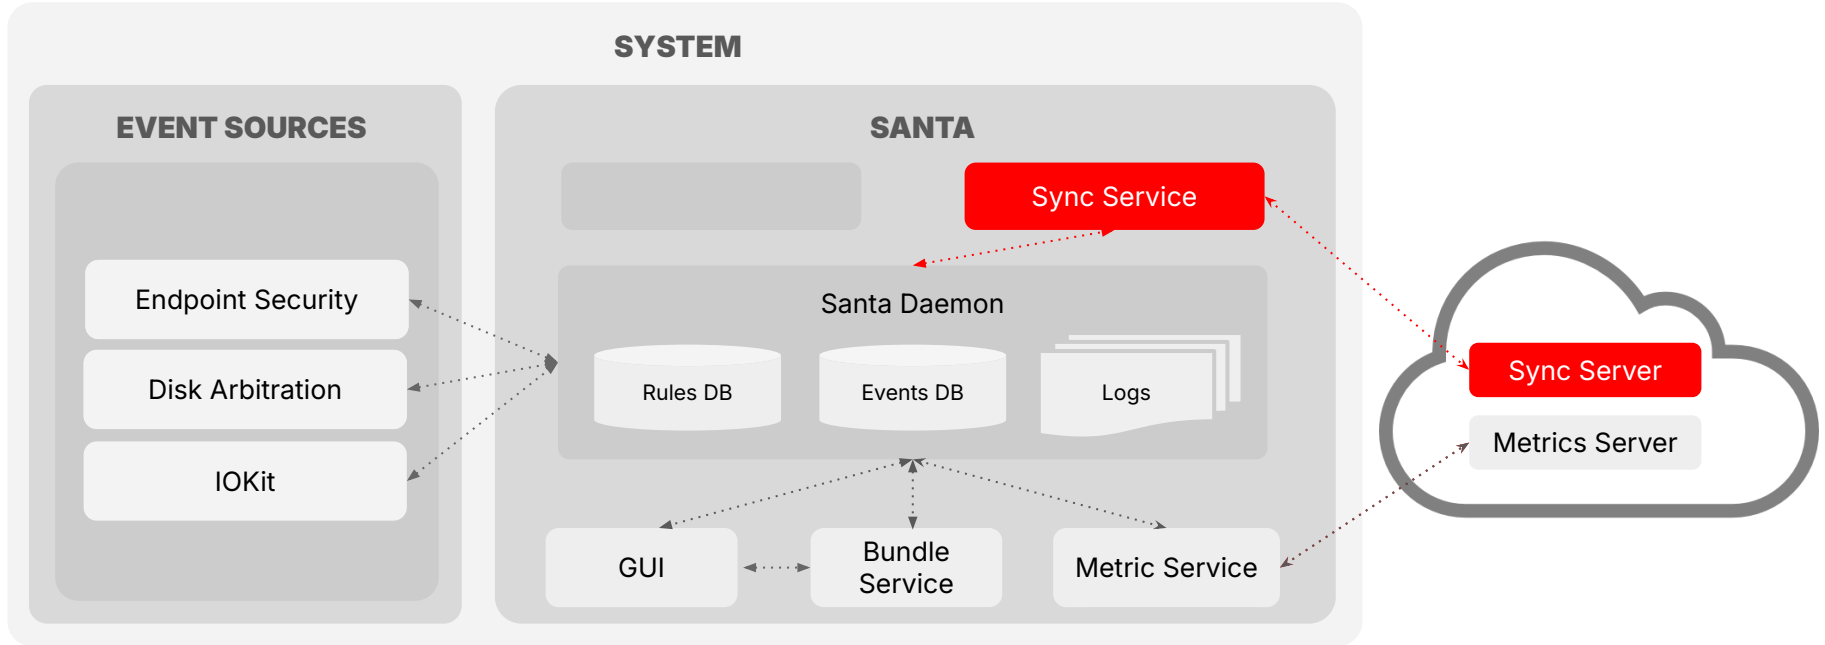 SYSTEM
EVENT SOURCES
Endpoint Security
Disk Arbitration
IOKit
SANTA
Sync Service
Santa Daemon
Rules DB
Events DB
Logs
GUI
Bundle
Service
Metric Service
Sync Server
Metrics Server